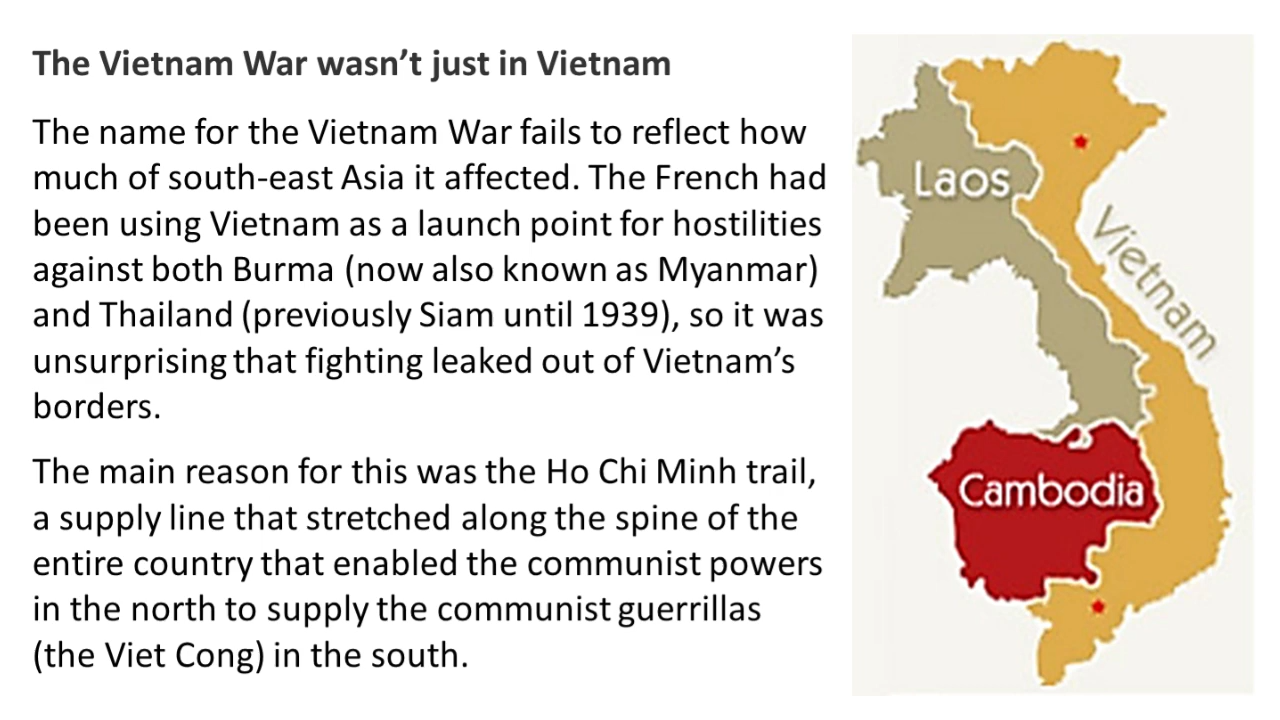 The Vietnam War wasn’t just in Vietnam
The name for the Vietnam War fails to reflect how
much of south-east Asia it affected. The French had
been using Vietnam as a launch point for hostilities
against both Burma (now also known as Myanmar)
and Thailand (previously Siam until 1939), so it was
unsurprising that fighting leaked out of Vietnam’s
borders.
The main reason for this was the Ho Chi Minh trail,
a supply line that stretched along the spine of the
entire country that enabled the communist powers
in the north to supply the communist guerrillas
(the Viet Cong) in the south.
Laos
Vietnam
Cambodia